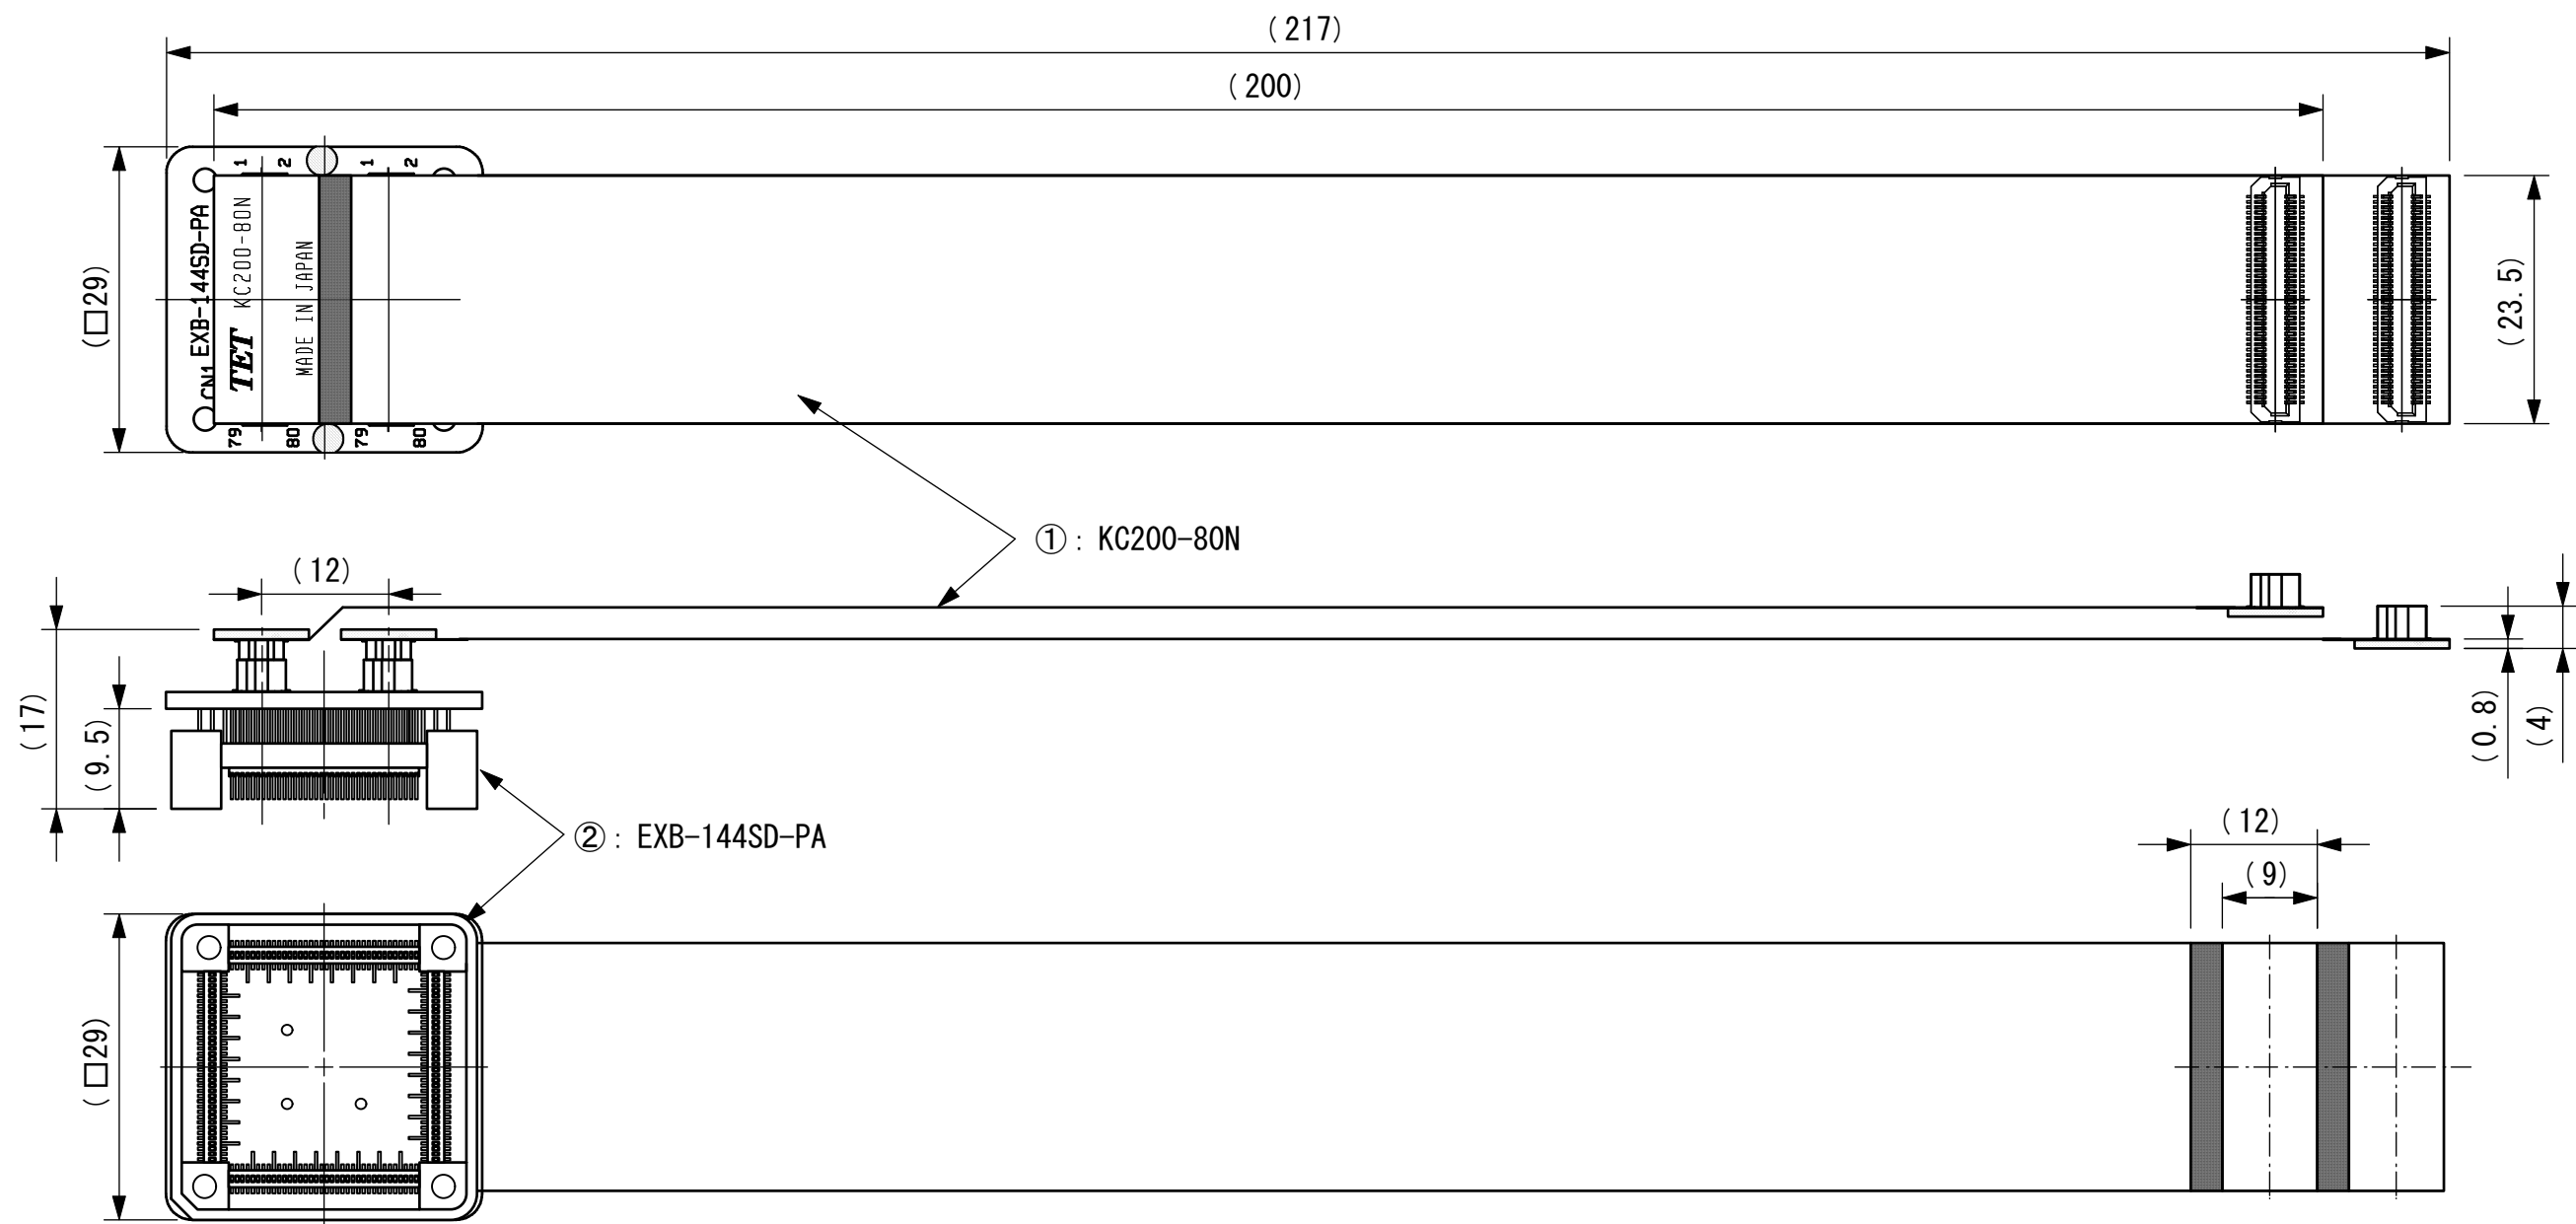 (217)
(200)
1 2 1 2
(□29)
CN1 EXB-144SD-PA
TET KC200-80N
MADE IN JAPAN
(23.5)
79 80 79 80
①: KC200-80N
(12)
(17)
(9.5)
(0.8)
(4)
②: EXB-144SD-PA
(12)
(9)
(□29)